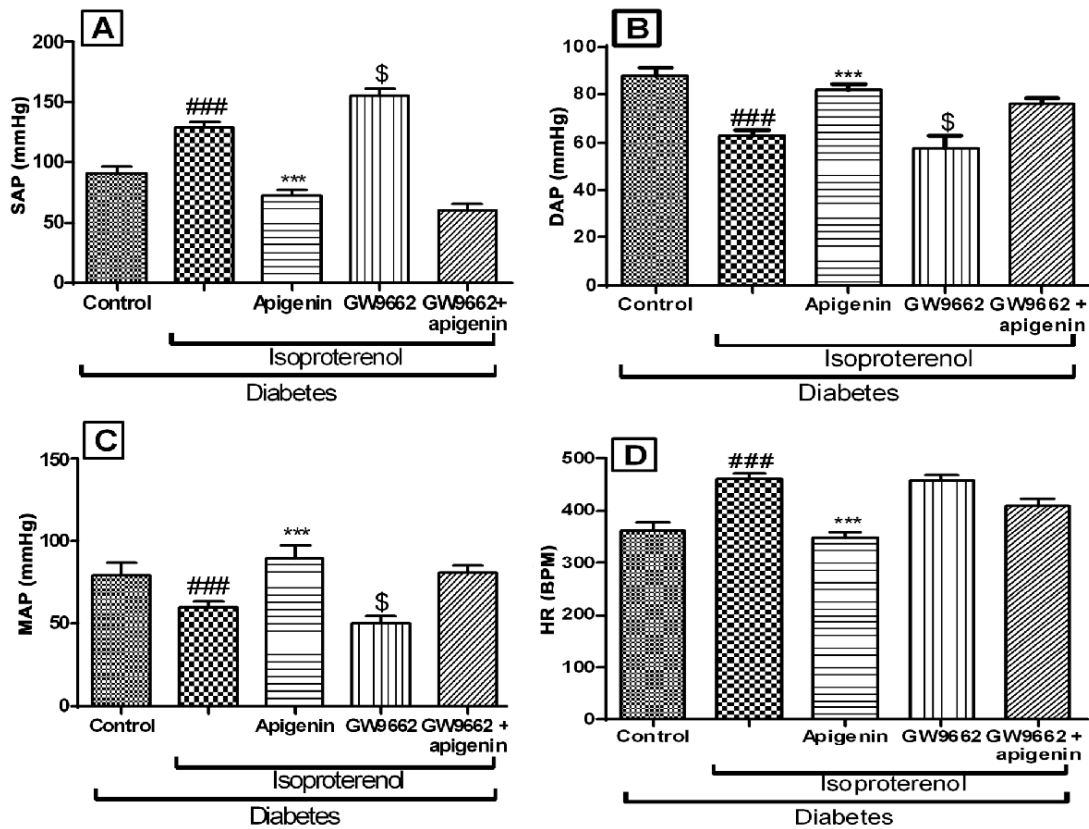 A
SAP (mmHg)
200
150
100
50
0
###
***
$
Control
Apigenin
GW9662
GW9662+
apigenin
Isoproterenol
Diabetes
B
DAP (mmHg)
100
80
60
40
20
0
###
***
$
Control
Apigenin
GW9662
GW9662 +
apigenin
Isoproterenol
Diabetes
C
MAP (mmHg)
150
100
50
0
###
***
$
Control
Apigenin
GW9662
GW9662 +
apigenin
Isoproterenol
Diabetes
D
HR (BPM)
500
400
300
200
100
0
###
***
Control
Apigenin
GW9662
GW9662 +
apigenin
Isoproterenol
Diabetes